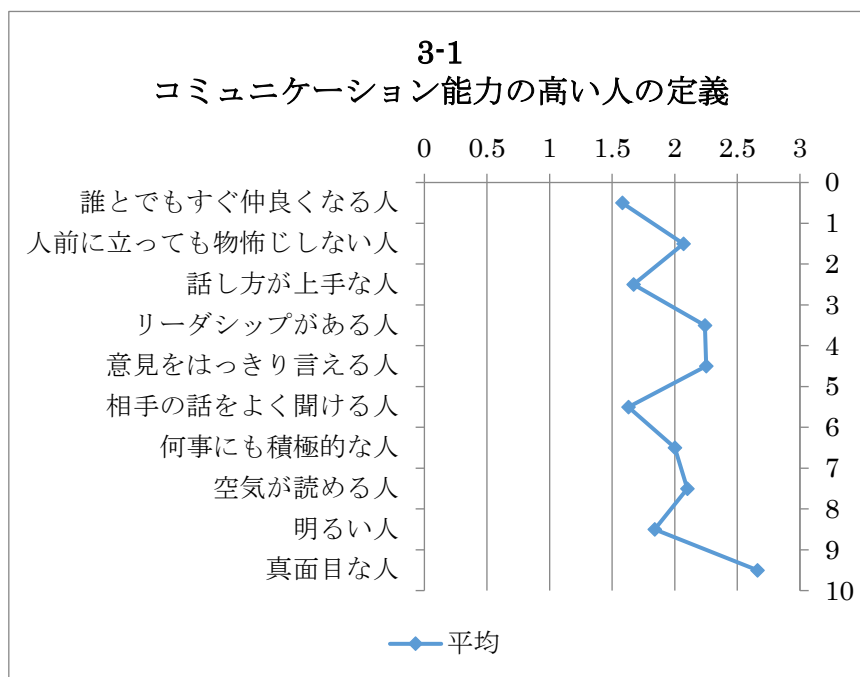 3-1
コミュニケーション能力の高い人の定義
0 0.5 1 1.5 2 2.5 3
0
誰とでもすぐ仲良くなる人
1
人前に立っても物怖じしない人
2
話し方が上手な人
3
リーダシップがある人
4
意見をはっきり言える人
5
相手の話をよく聞ける人
6
何事にも積極的な人
7
空気が読める人
8
明るい人
9
真面目な人
10
平均